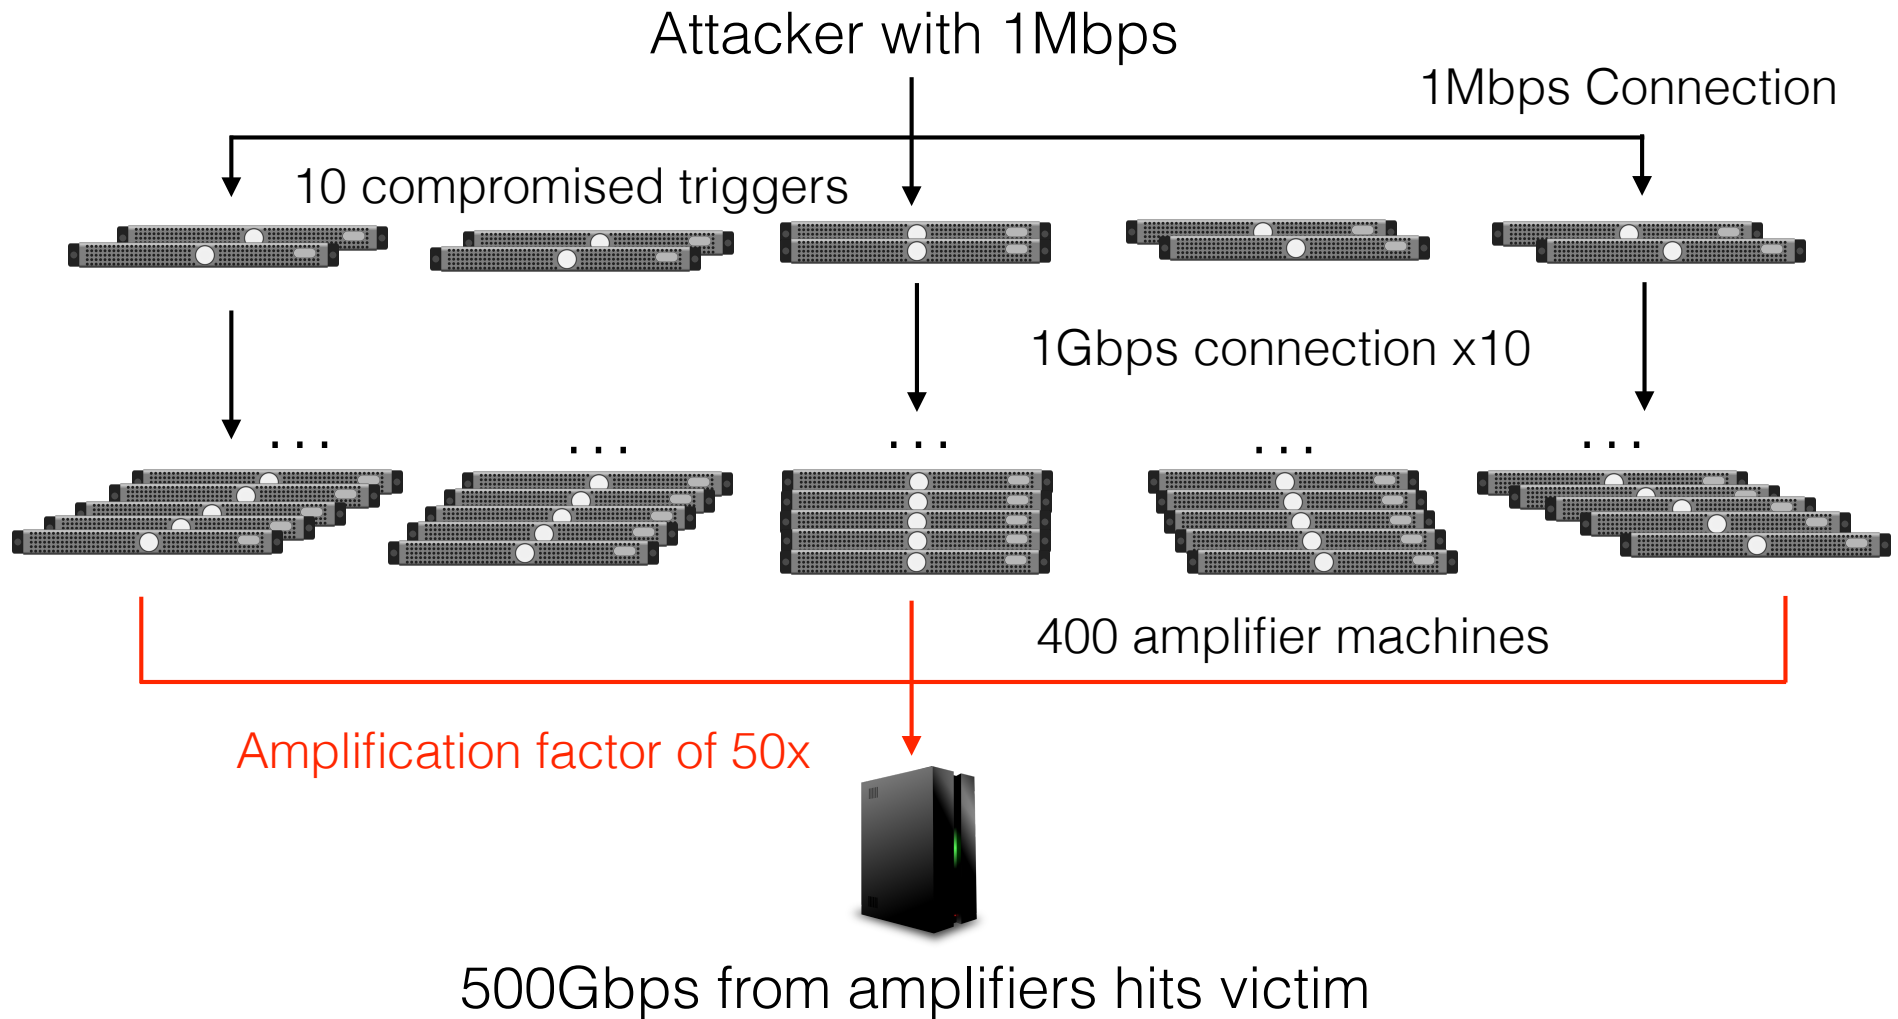 Attacker with 1Mbps
1Mbps Connection
10 compromised triggers
1Gbps connection x10
...
...
...
...
...
400 amplifier machines
Amplification factor of 50x
500Gbps from amplifiers hits victim